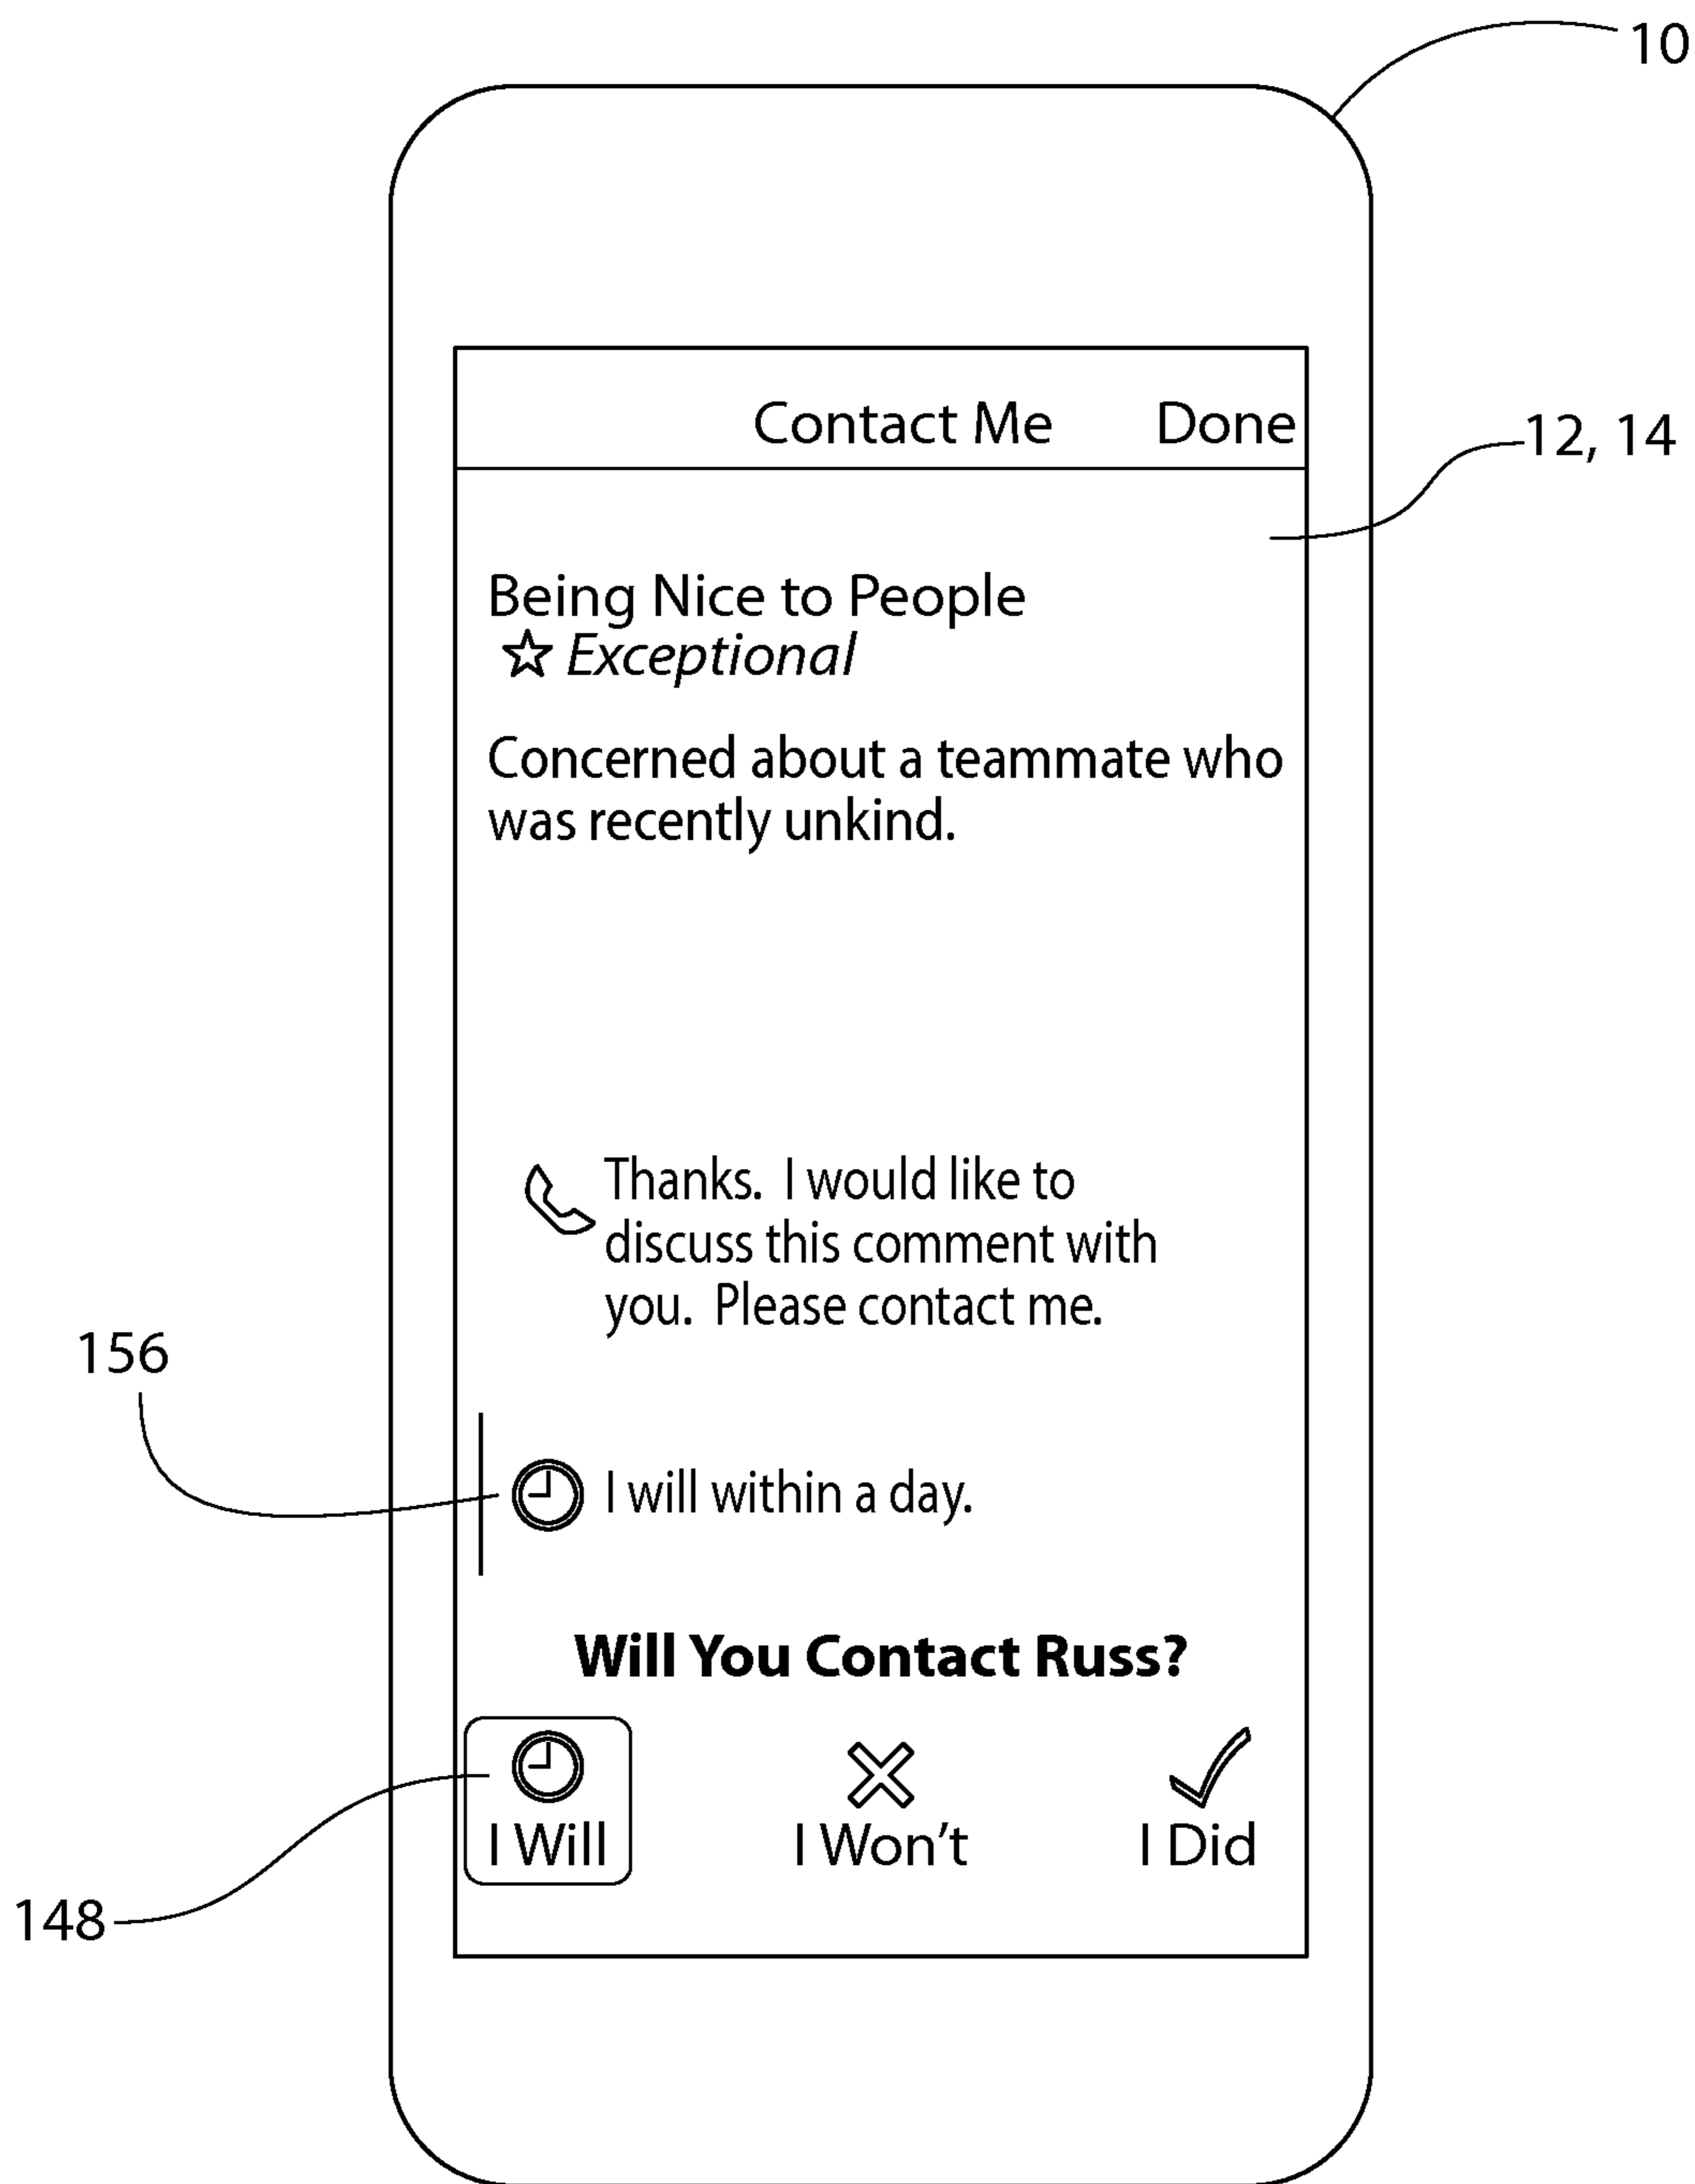 10
Contact Me Done
12, 14
Being Nice to People
Exceptional
Concerned about a teammate who
was recently unkind.
Thanks. I would like to
discuss this comment with
you. Please contact me.
156
I will within a day.
Will You Contact Russ?
I Will I Won't I Did
148